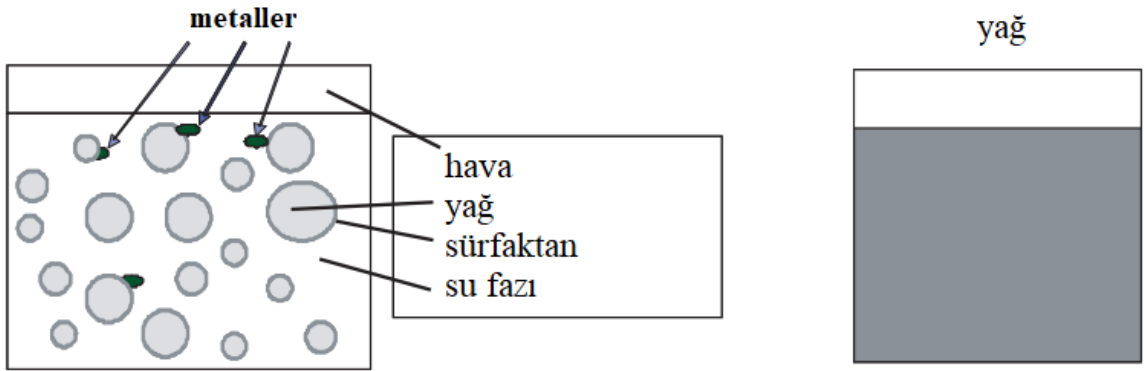 metaller
yağ
hava
yağ
sürfaktan
su fazı